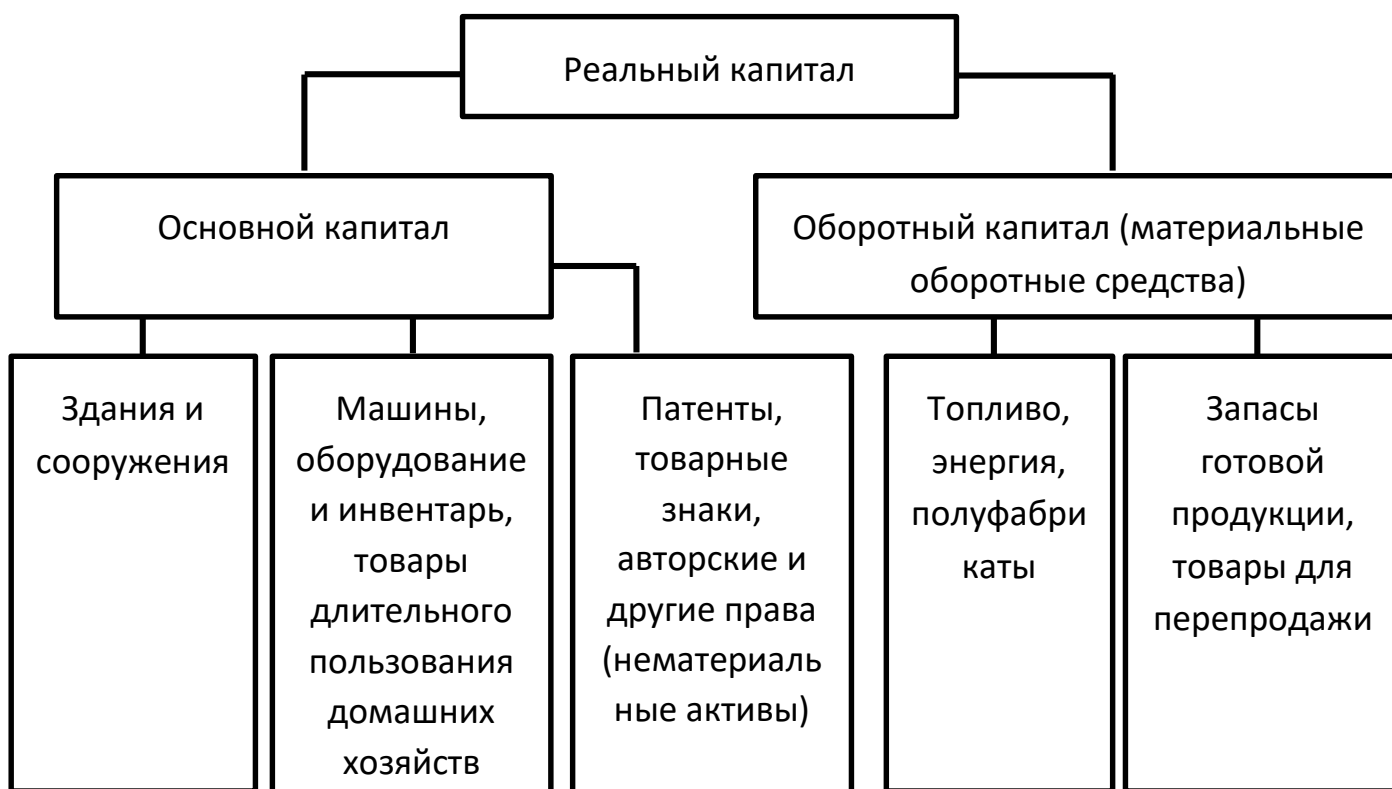 Реальный капитал
Основной капитал
Оборотный капитал (материальные
оборотные средства)
Здания и
сооружения
Машины,
оборудование
и инвентарь,
товары
длительного
пользования
домашних
хозяйств
Патенты,
товарные
знаки,
авторские и
другие права
(нематериаль
ные активы)
Топливо,
энергия,
полуфабри
каты
Запасы
готовой
продукции,
товары для
перепродажи